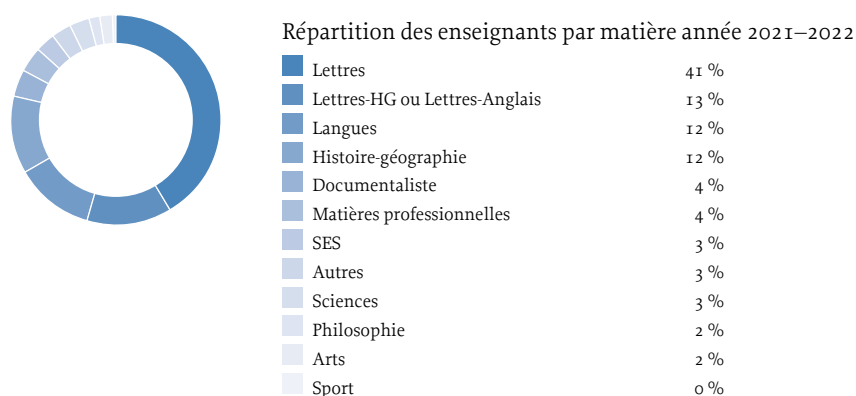 Répartition des enseignants par matière année 2021–2022
Lettres 41 %
Lettres-HG ou Lettres-Anglais 13 %
Langues 12 %
Histoire-géographie 12 %
Documentaliste 4 %
Matières professionnelles 4 %
SES 3 %
Autres 3 %
Sciences 3 %
Philosophie 2 %
Arts 2 %
Sport 0 %